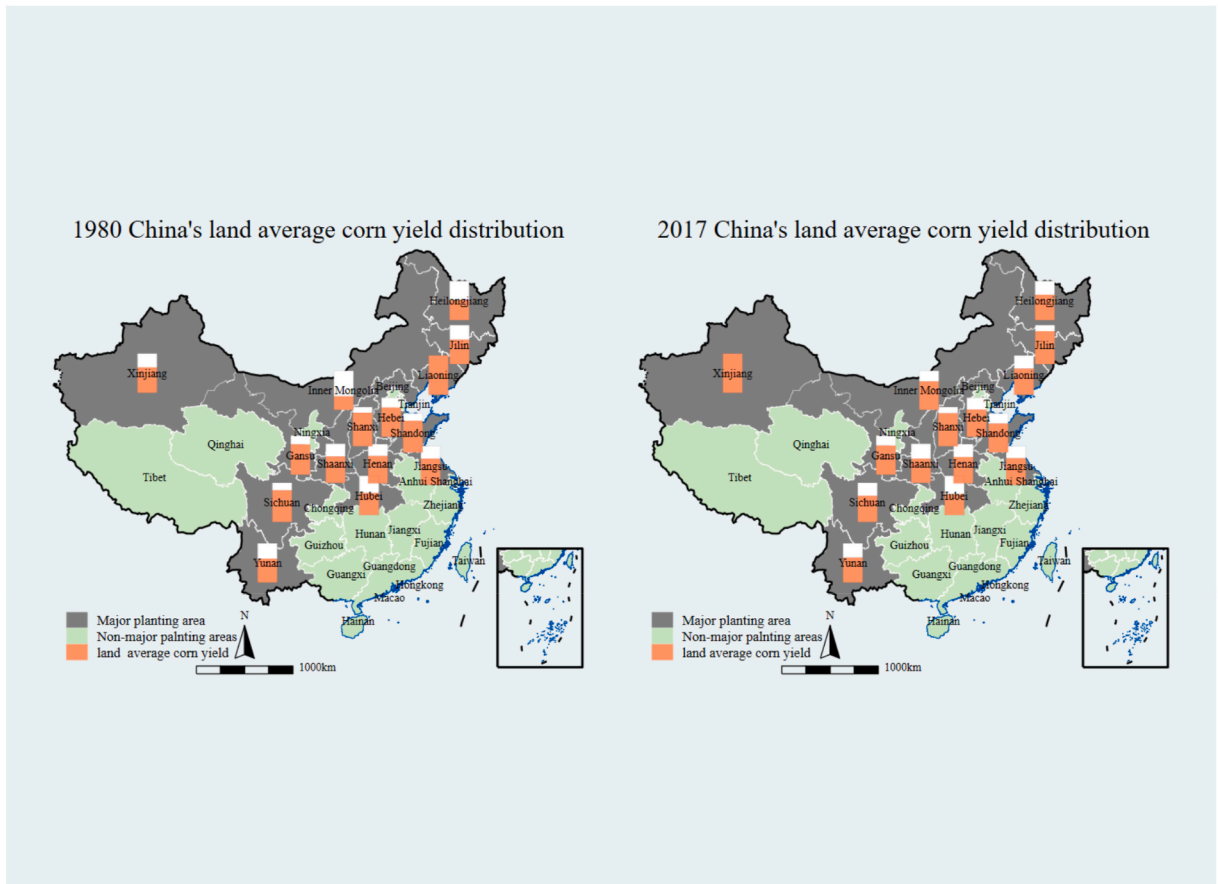 1980 China's land average corn yield distribution
Heilongjiang
Jilin
Liaoning
Xinjiang
Inner Mongolia
Beijing
Tianjin
Hebei
Shanxi
Shandong
Ningxia
Qinghai
Gansu
Shaanxi
Henan
Jiangsu
Tibet
Anhui Shanghai
Sichuan
Hubei
Chongqing
Zhejiang
Hunan
Jiangxi
Guizhou
Fujian
Yunan
Guangdong
Taiwan
Guangxi
Hongkong
Macao
Hainan
N
Major planting area
Non-major palnting areas
land average corn yield
1000km
2017 China's land average corn yield distribution
Heilongjiang
Jilin
Liaoning
Xinjiang
Inner Mongolia
Beijing
Tianjin
Hebei
Shanxi
Shandong
Ningxia
Qinghai
Gansu
Shaanxi
Henan
Jiangsu
Tibet
Anhui Shanghai
Sichuan
Hubei
Chongqing
Zhejiang
Hunan
Jiangxi
Guizhou
Fujian
Yunan
Guangdong
Taiwan
Guangxi
Hongkong
Macao
Hainan
N
Major planting area
Non-major palnting areas
land average corn yield
1000km